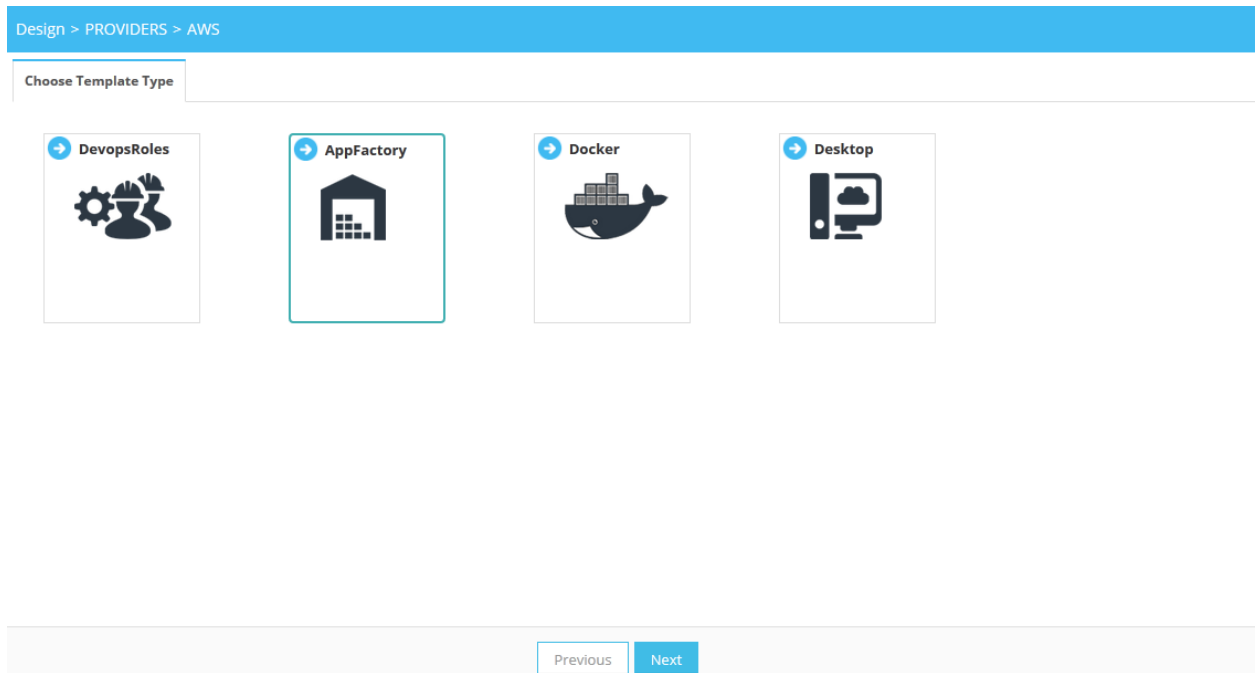 Design > PROVIDERS > AWS
Choose Template Type
DevopsRoles
AppFactory
Docker
Desktop
Previous
Next